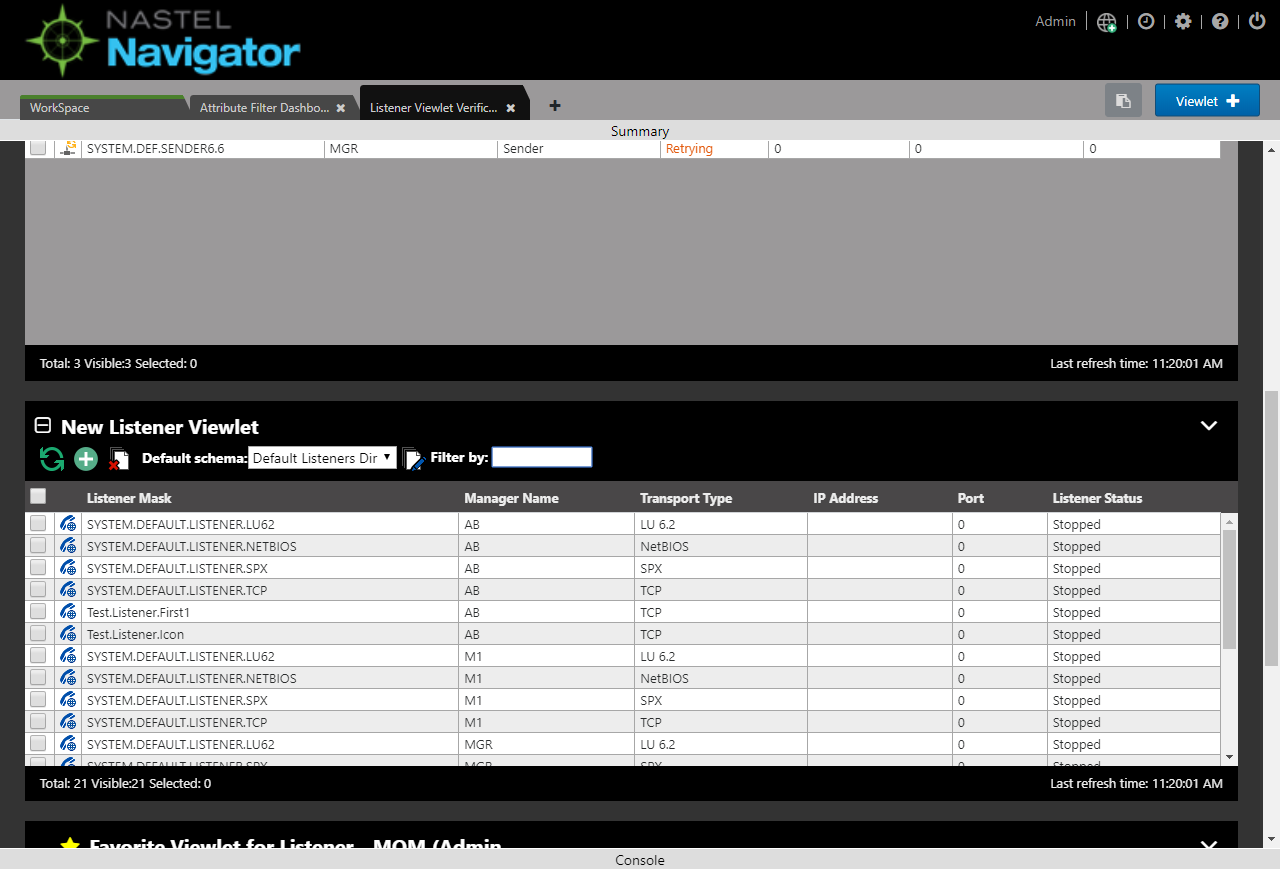 NASTEL
Navigator
Admin
WorkSpace
Attribute Filter Dashbo...
Listener Viewlet Verific...
Viewlet
Summary
SYSTEM.DEF.SENDER6.6 MGR Sender Retrying 0 0 0
Total: 3 Visible:3 Selected: 0 Last refresh time: 11:20:01 AM
New Listener Viewlet
Default schema: Default Listeners Dir Filter by:
Listener Mask Manager Name Transport Type IP Address Port Listener Status
SYSTEM.DEFAULT.LISTENER.LU62 AB LU 6.2 0 Stopped
SYSTEM.DEFAULT.LISTENER.NETBIOS AB NetBIOS 0 Stopped
SYSTEM.DEFAULT.LISTENER.SPX AB SPX 0 Stopped
SYSTEM.DEFAULT.LISTENER.TCP AB TCP 0 Stopped
Test.Listener.First1 AB TCP 0 Stopped
Test.Listener.Icon AB TCP 0 Stopped
SYSTEM.DEFAULT.LISTENER.LU62 M1 LU 6.2 0 Stopped
SYSTEM.DEFAULT.LISTENER.NETBIOS M1 NetBIOS 0 Stopped
SYSTEM.DEFAULT.LISTENER.SPX M1 SPX 0 Stopped
SYSTEM.DEFAULT.LISTENER.TCP M1 TCP 0 Stopped
SYSTEM.DEFAULT.LISTENER.LU62 MGR LU 6.2 0 Stopped
SYSTEM.DEFAULT.LISTENER.SPX MGR SPX 0 Stopped
Total: 21 Visible:21 Selected: 0 Last refresh time: 11:20:01 AM
Favorite Viewlet for Listener - MQM (Admin
Console